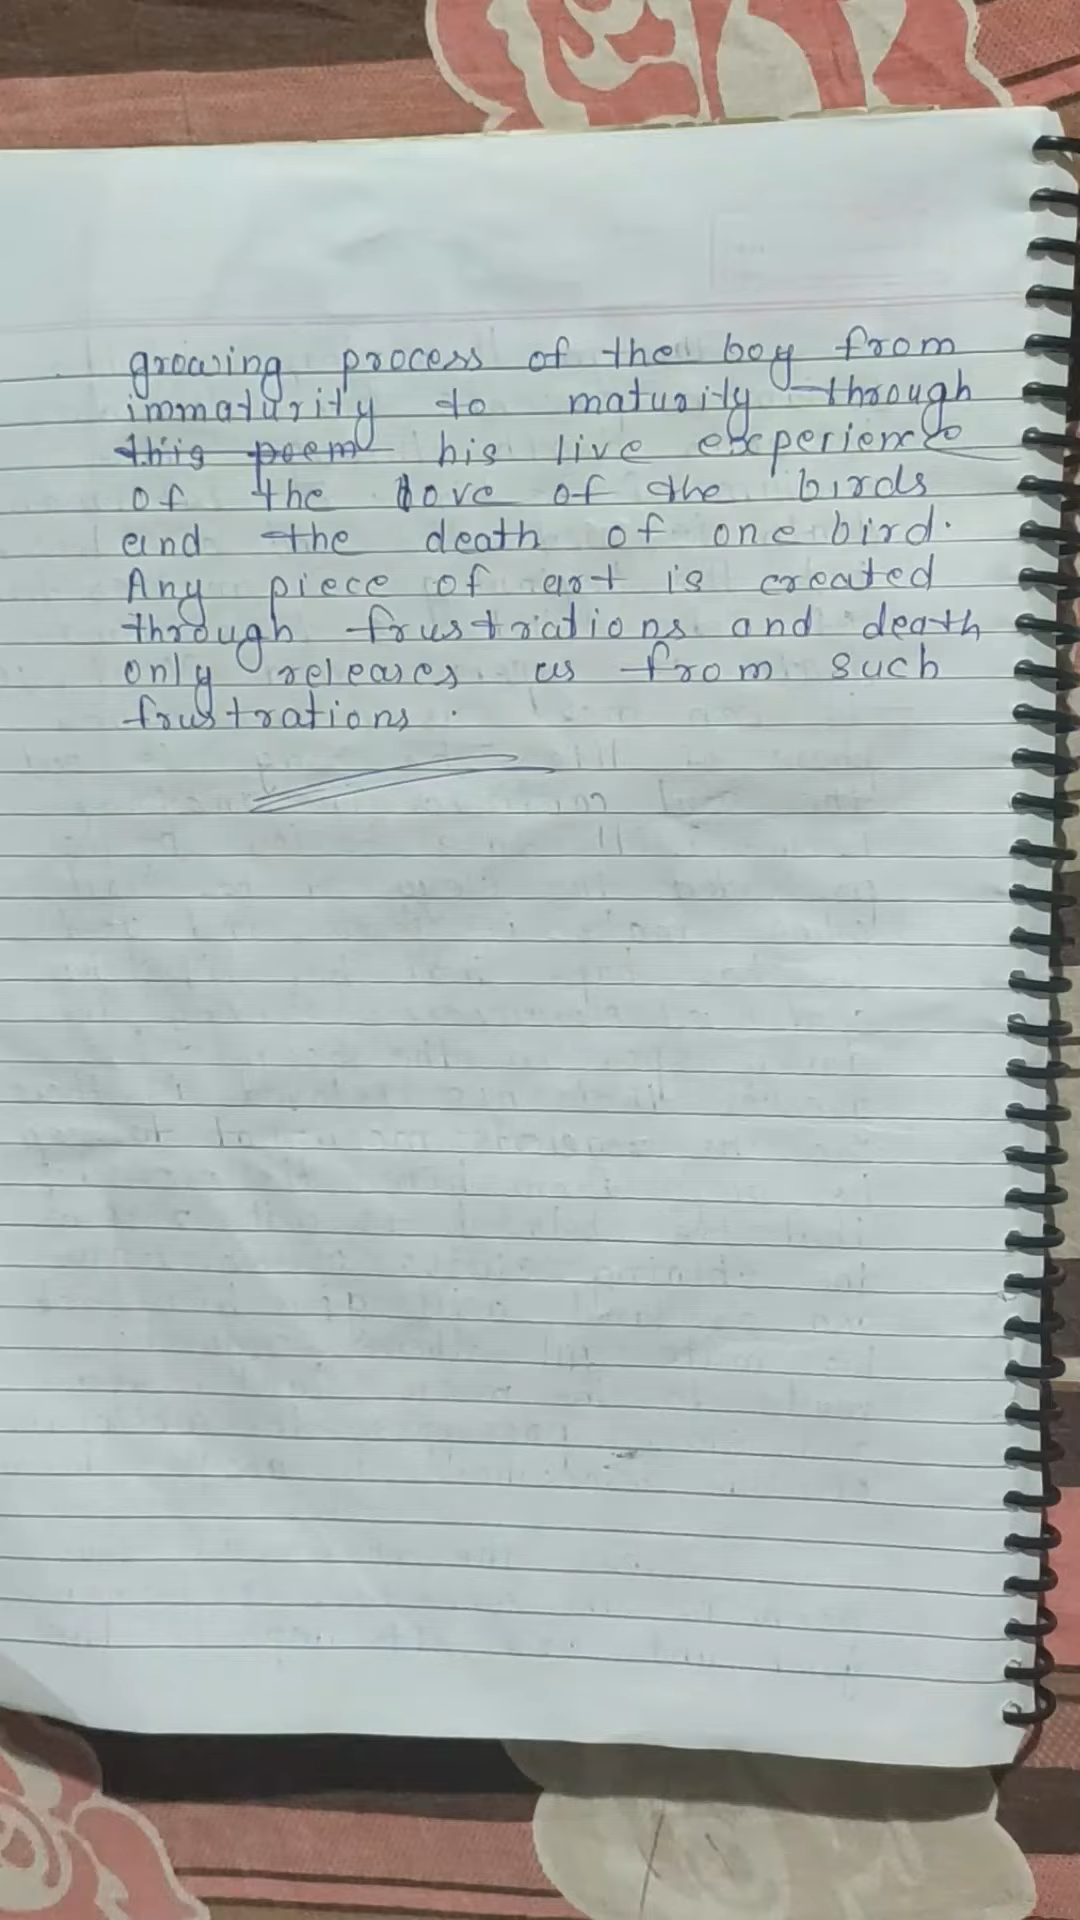 growing process of the boy from
immaturity to maturity through
this poem his live experience
of the love of the birds
and the death of one bird.
Any piece of art is created
through frustrations and death
only releases us from such
frustrations.